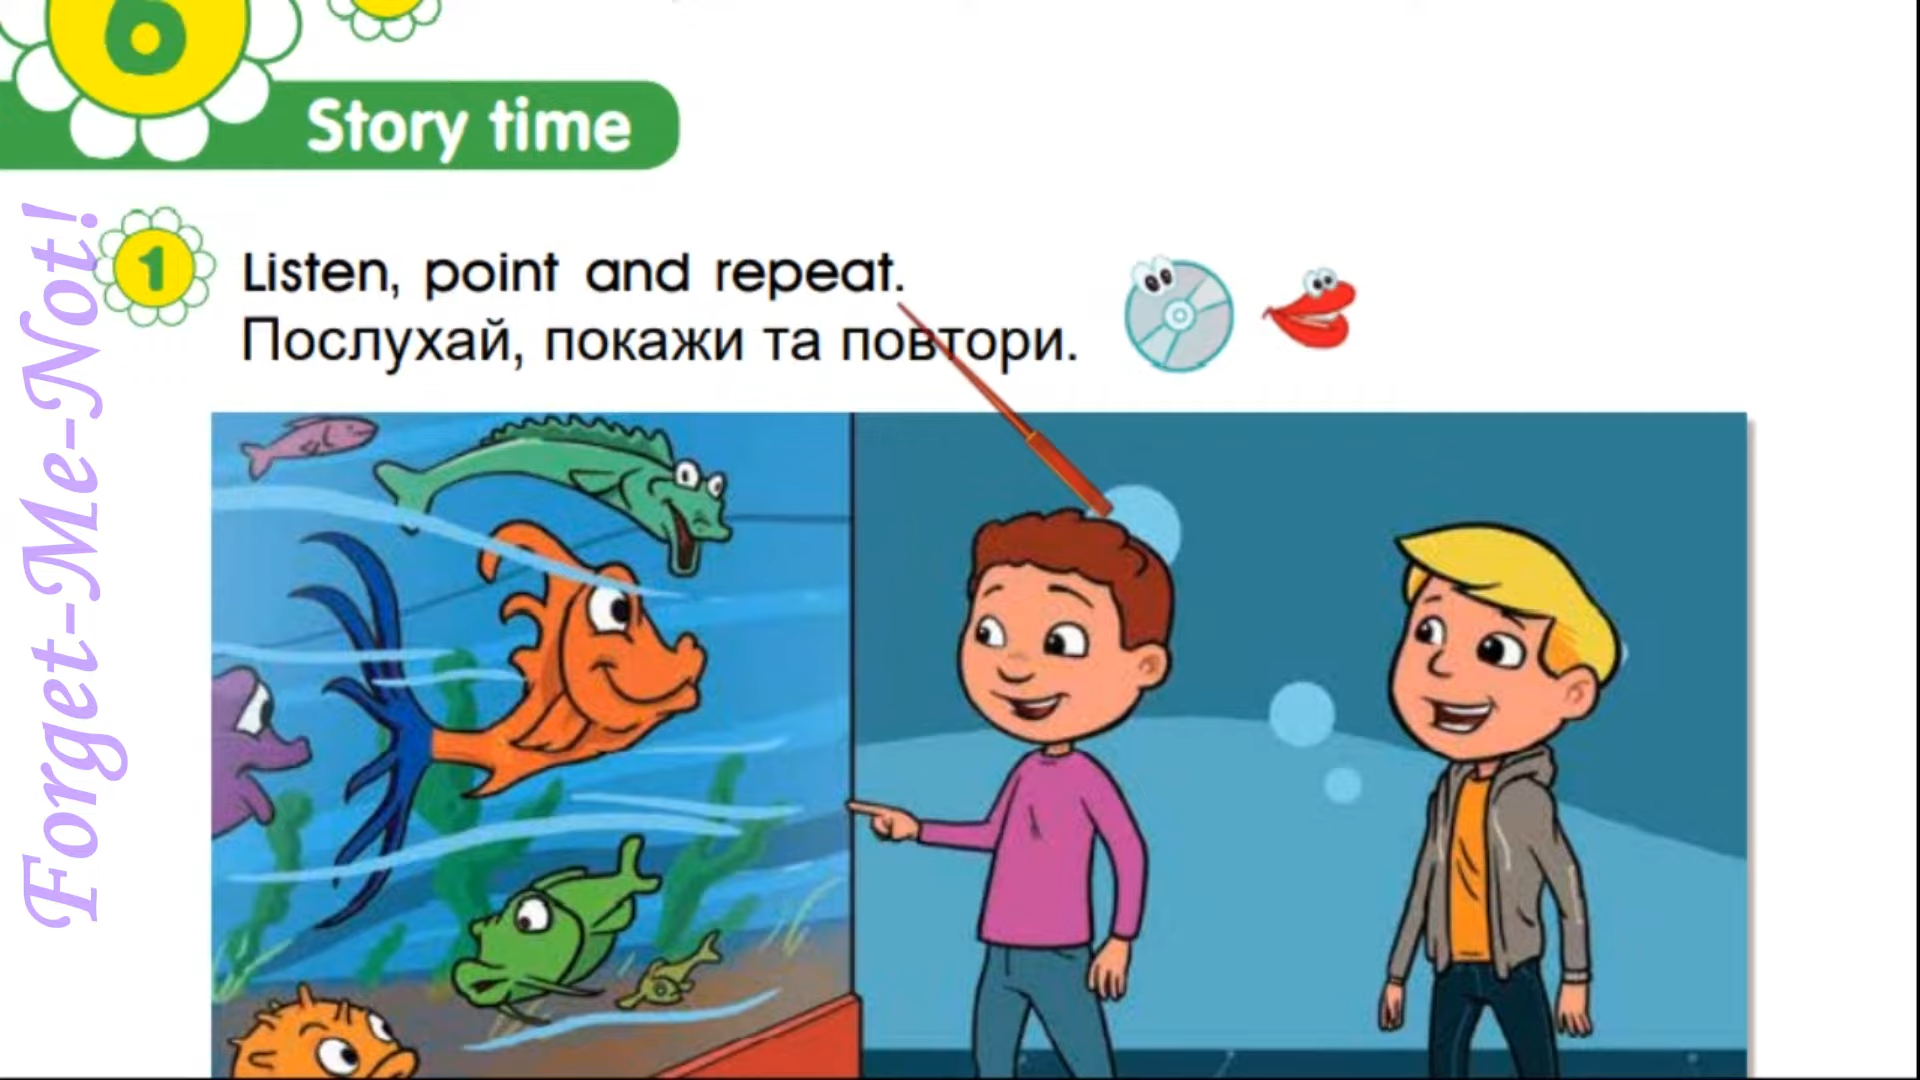 6
Story time
1
Listen, point and repeat.
Послухай, покажи та повтори.
Forget-Me-Not!